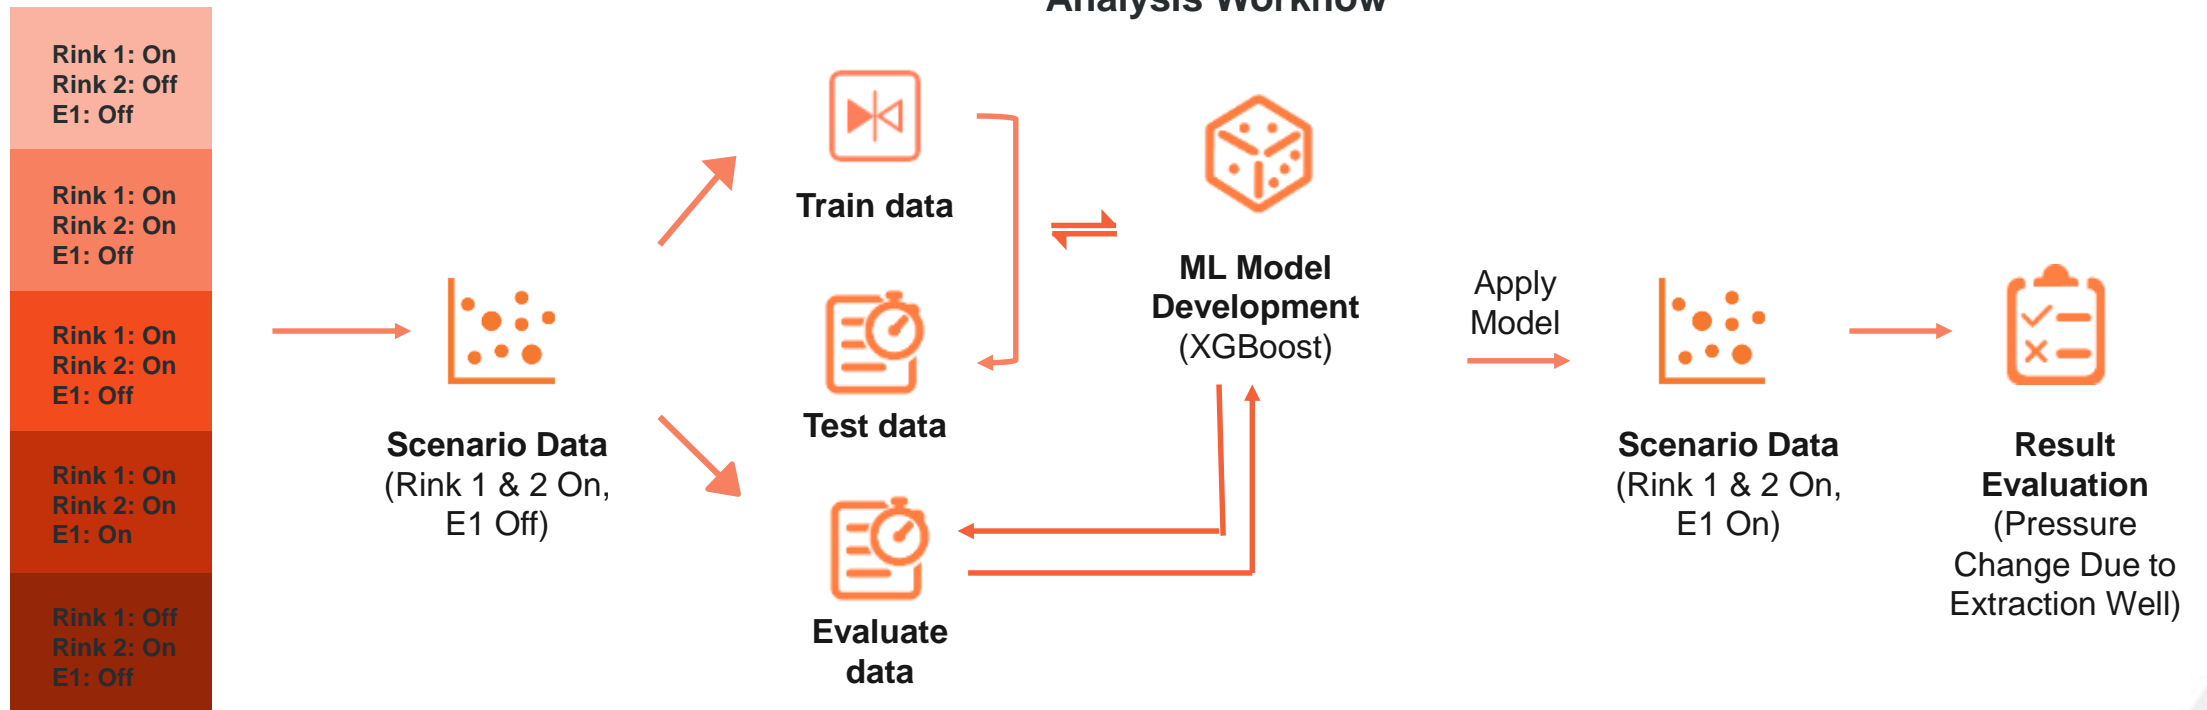 Analysis Workflow
Rink 1: On
Rink 2: Off
E1: Off
Rink 1: On
Rink 2: On
E1: Off
Rink 1: On
Rink 2: On
E1: Off
Rink 1: On
Rink 2: On
E1: On
Rink 1: Off
Rink 2: On
E1: Off
Scenario Data
(Rink 1 & 2 On,
E1 Off)
Train data
Test data
Evaluate
data
ML Model
Development
(XGBoost)
Apply
Model
Scenario Data
(Rink 1 & 2 On,
E1 On)
Result
Evaluation
(Pressure
Change Due to
Extraction Well)